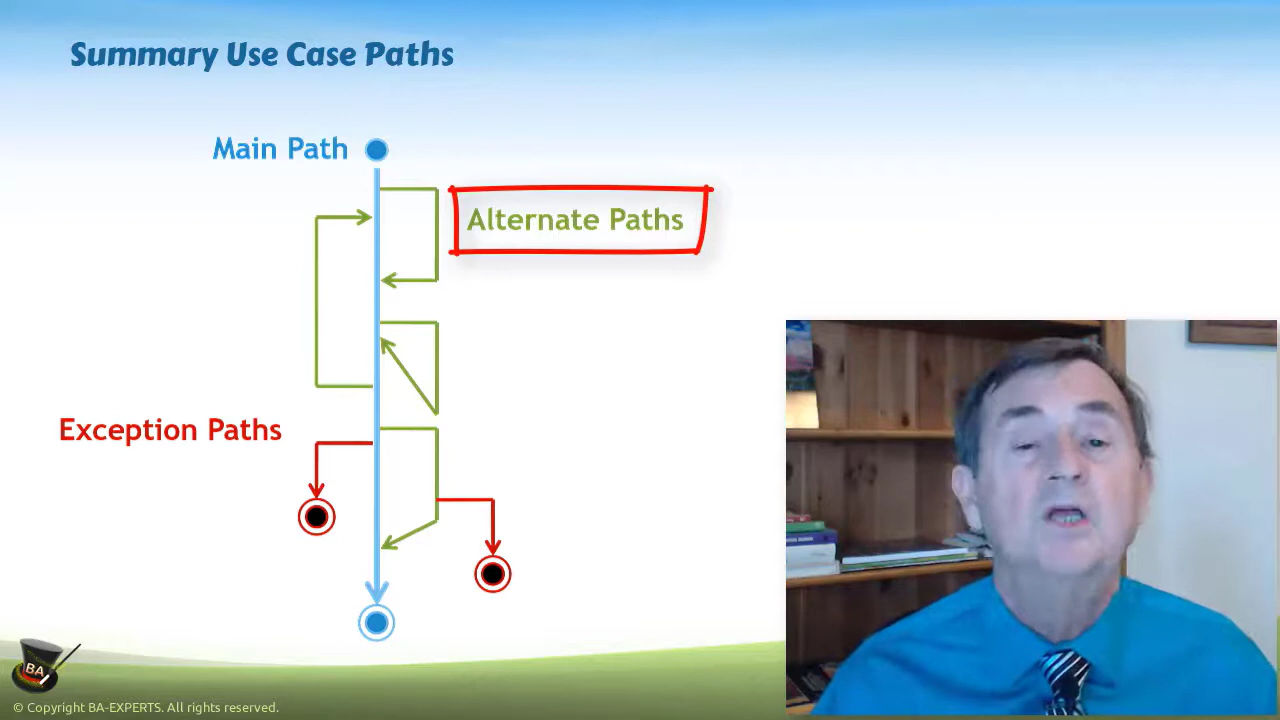 Summary Use Case Paths
Main Path
Alternate Paths
Exception Paths
BA
© Copyright BA-EXPERTS. All rights reserved.